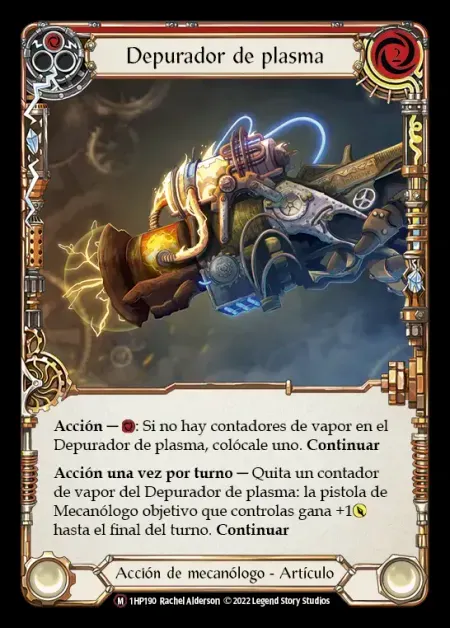 Depurador de plasma
2
Acción — : Si no hay contadores de vapor en el
Depurador de plasma, colócale uno. Continuar
Acción una vez por turno — Quita un contador
de vapor del Depurador de plasma: la pistola de
Mecanólogo objetivo que controlas gana +1
hasta el final del turno. Continuar
Acción de mecanólogo - Artículo
M 1HP190 Rachel Alderson © 2022 Legend Story Studios